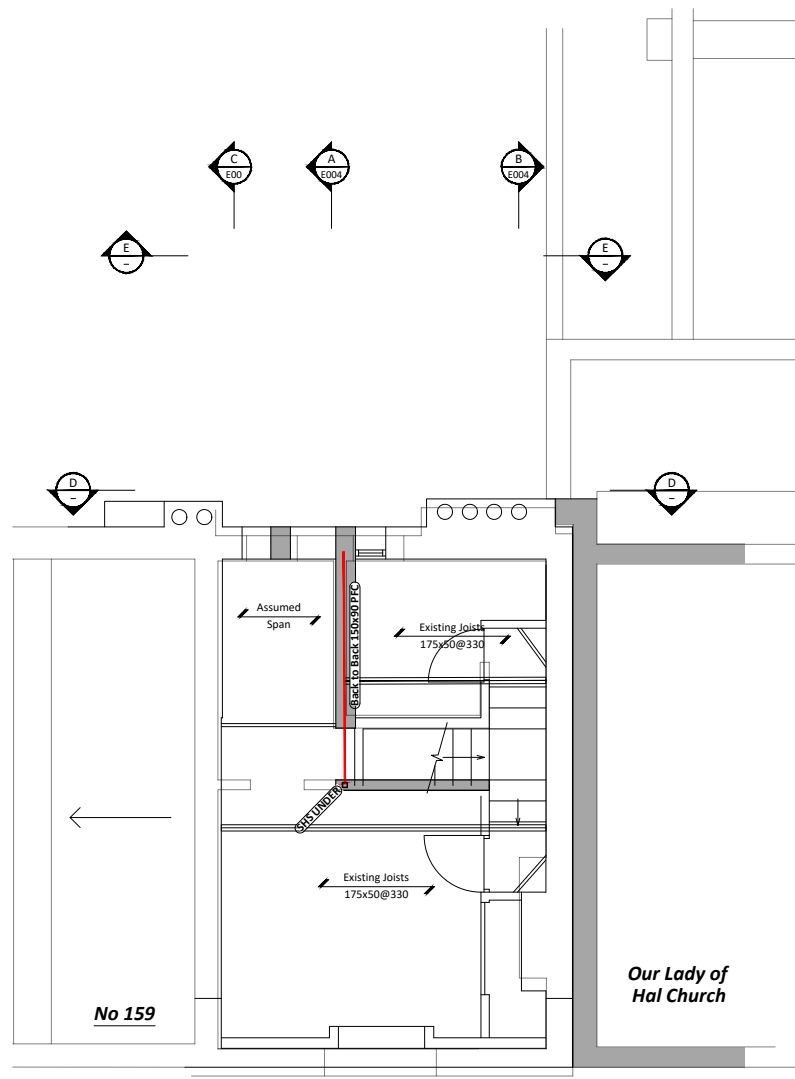 C
E00
A
E004
B
E004
E
–
E
–
D
–
D
–
Assumed
Span
Back to Back 150x90 PFC
Existing Joists
175x50@330
SHS UNDER
Existing Joists
175x50@330
No 159
Our Lady of
Hal Church